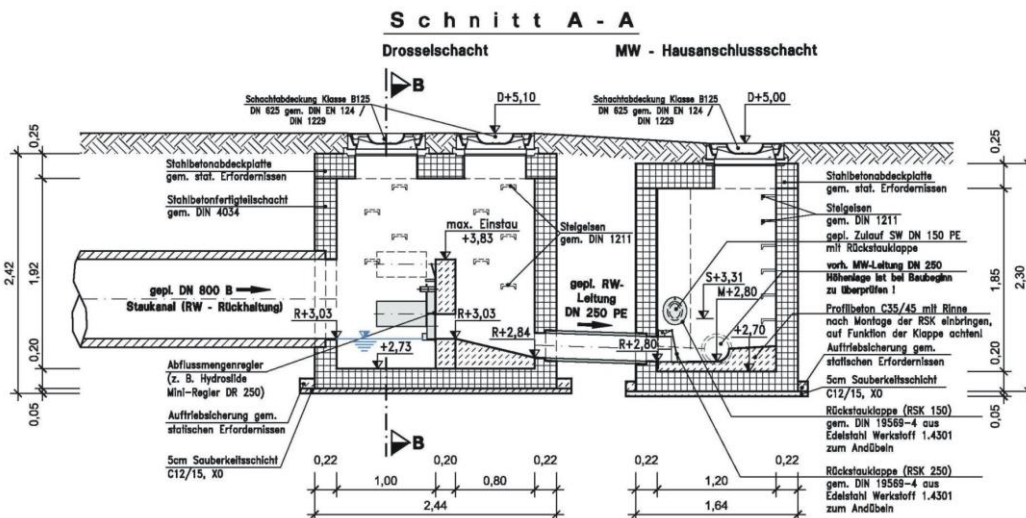 Schnitt A - A
Drosselschacht
MW - Hausanschlussschacht
B
Schachtabdeckung Klasse B125
DN 625 gem. DIN EN 124 /
DIN 1229
D+5,10
Schachtabdeckung Klasse B125
DN 625 gem. DIN EN 124 /
DIN 1229
D+5,00
0,25
2,42
1,92
0,20
0,05
Stahlbetonabdeckplatte
gem. stat. Erfordernissen
Stahlbetonfertigteilschacht
gem. DIN 4034
max. Einstau
+3,83
Steigeisen
gem. DIN 1211
gepl. DN 800 B
Staukanal (RW - Rückhaltung)
R+3,03
R+3,03
+2,73
R+2,84
gepl. RW-
Leitung
DN 250 PE
R+2,80
S+3,31
M+2,80
+2,70
Abflussmengenregler
(z. B. Hydroslide
Mini-Regler DR 250)
Auftriebsicherung gem.
statischen Erfordernissen
5cm Sauberkeitsschicht
C12/15, X0
B
Stahlbetonabdeckplatte
gem. stat. Erfordernissen
Steigeisen
gem. DIN 1211
gepl. Zulauf SW DN 150 PE
mit Rückstauklappe
vorh. MW-Leitung DN 250
Höhenlage ist bei Baubeginn
zu überprüfen !
Profilbeton C35/45 mit Rinne
nach Montage der RSK einbringen,
auf Funktion der Klappe achten!
Auftriebsicherung gem.
statischen Erfordernissen
5cm Sauberkeitsschicht
C12/15, X0
Rückstauklappe (RSK 150)
gem. DIN 19569-4 aus
Edelstahl Werkstoff 1.4301
zum Andübeln
Rückstauklappe (RSK 250)
gem. DIN 19569-4 aus
Edelstahl Werkstoff 1.4301
zum Andübeln
0,25
1,85
2,30
0,20
0,05
0,22 0,20 0,22
1,00 0,80
2,44
0,22 0,22
1,20
1,64